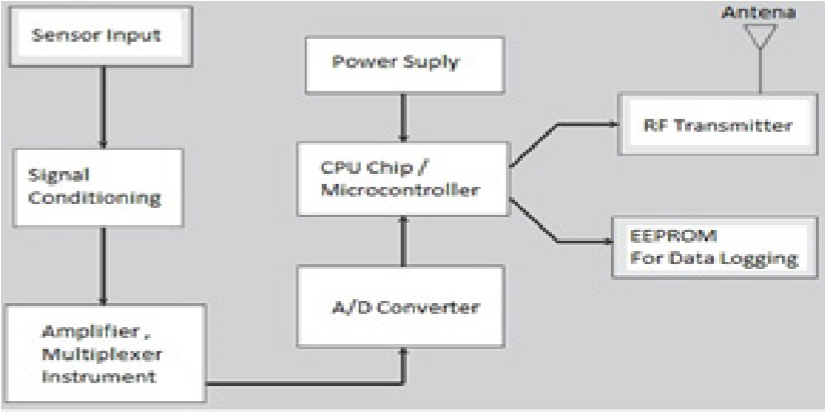 Sensor Input
Signal
Conditioning
Amplifier ,
Multiplexer
Instrument
Power Suply
CPU Chip /
Microcontroller
A/D Converter
Antena
RF Transmitter
EEPROM
For Data Logging